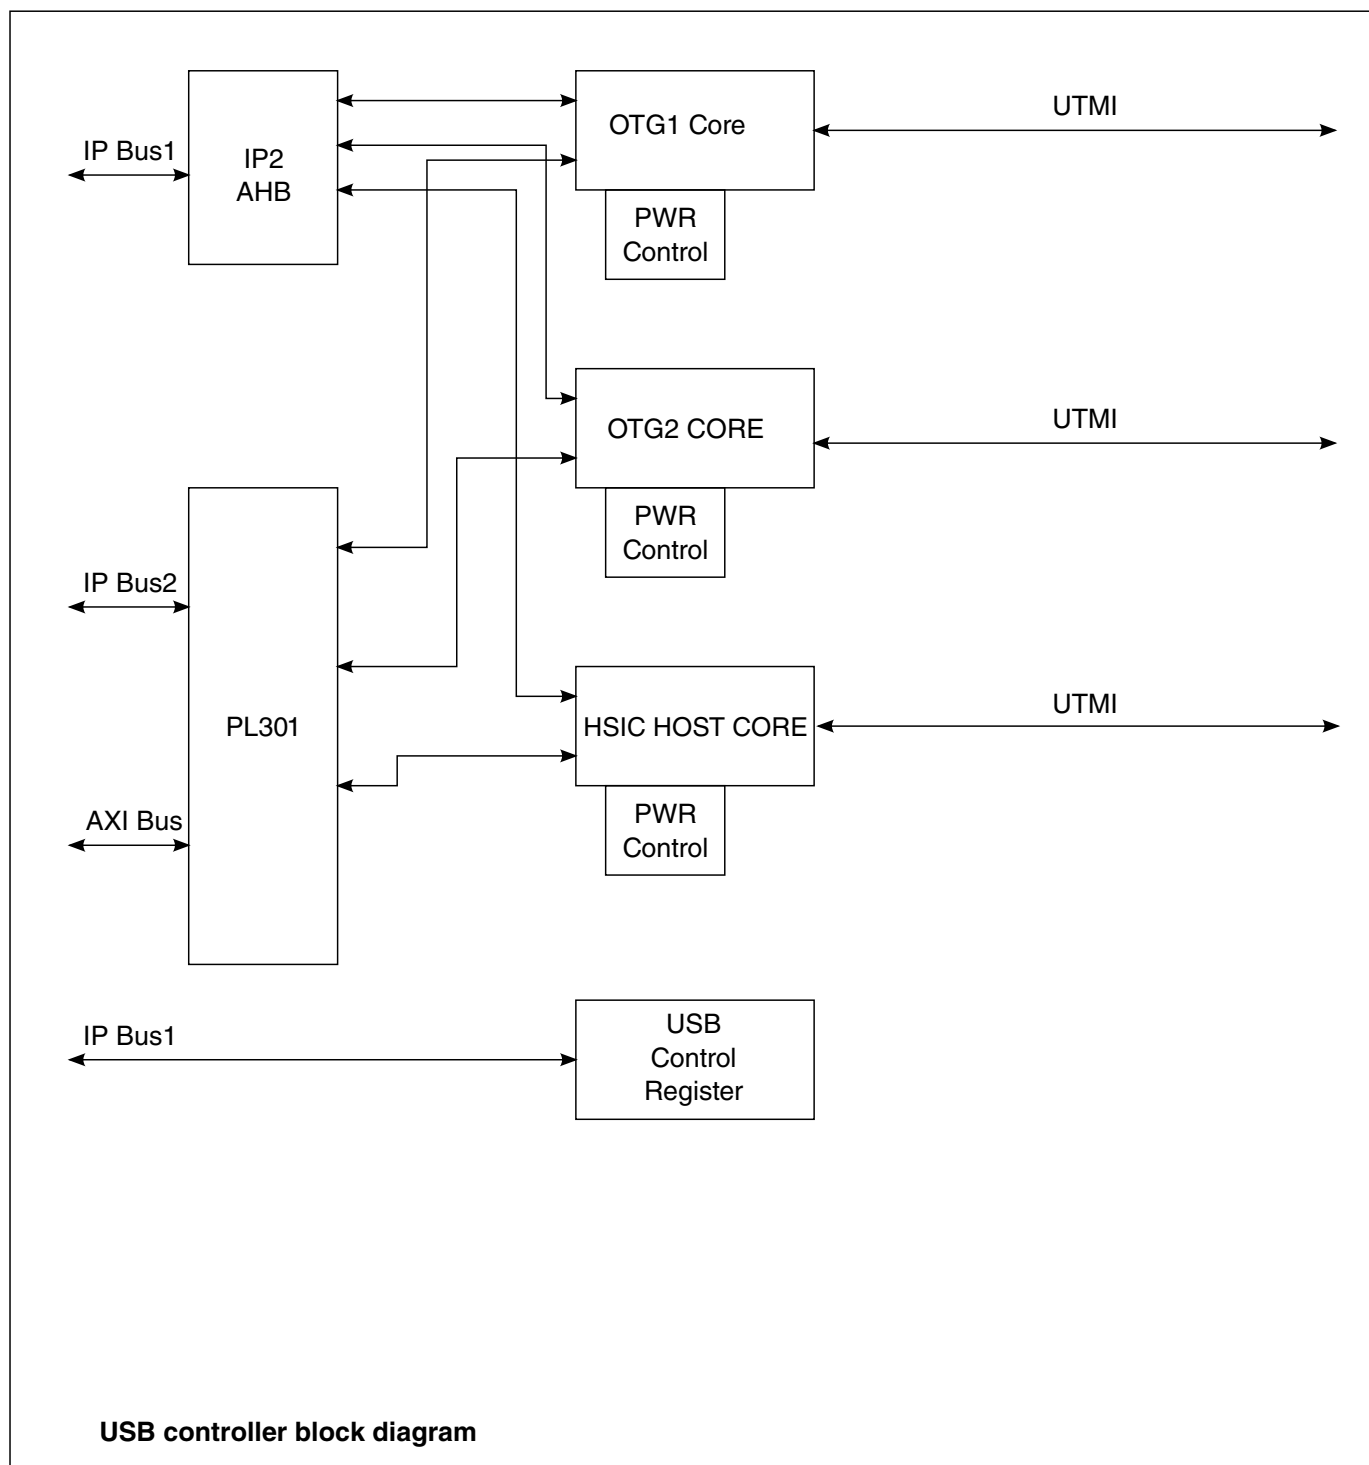 UTMI
OTG1 Core
IP Bus1
IP2
AHB
PWR
Control
UTMI
OTG2 CORE
PWR
Control
IP Bus2
UTMI
PL301
HSIC HOST CORE
AXI Bus
PWR
Control
IP Bus1
USB
Control
Register
USB controller block diagram